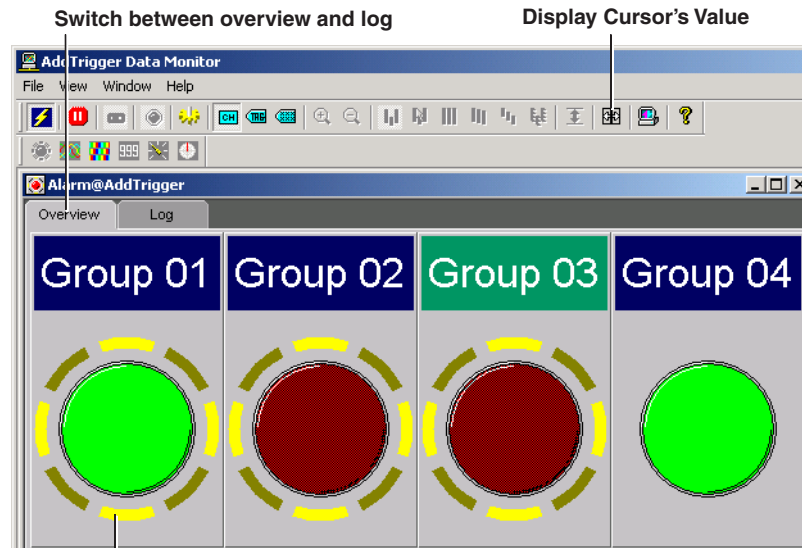 Switch between overview and log
Display Cursor's Value
AddTrigger Data Monitor
File View Window Help
CH TAG
999
Alarm@AddTrigger
Overview Log
Group 01 Group 02 Group 03 Group 04